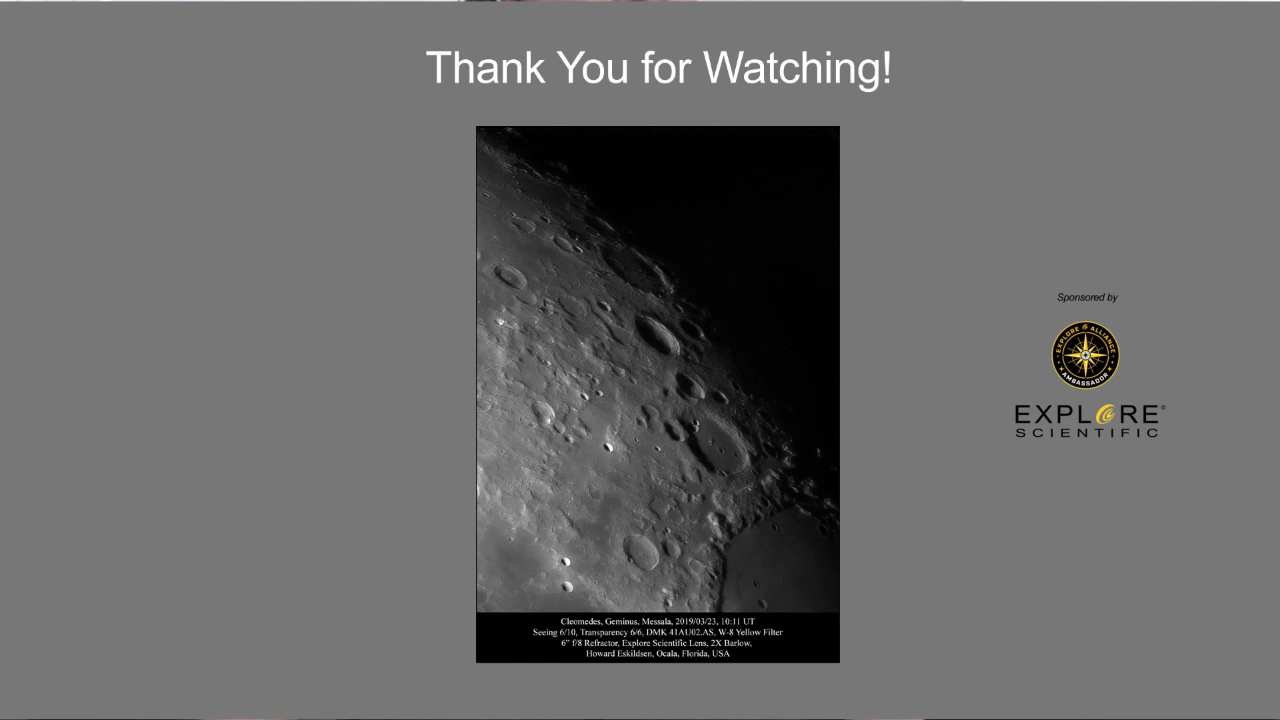 Thank You for Watching!
Sponsored by
EXPLORE ALLIANCE
AMBASSADOR
EXPLORE®
SCIENTIFIC
Cleomedes, Geminus, Messala, 2019/03/23, 10:11 UT
Seeing 6/10, Transparency 6/6, DMK 41AU02.AS, W-8 Yellow Filter
6" f/8 Refractor, Explore Scientific Lens, 2X Barlow,
Howard Eskildsen, Ocala, Florida, USA